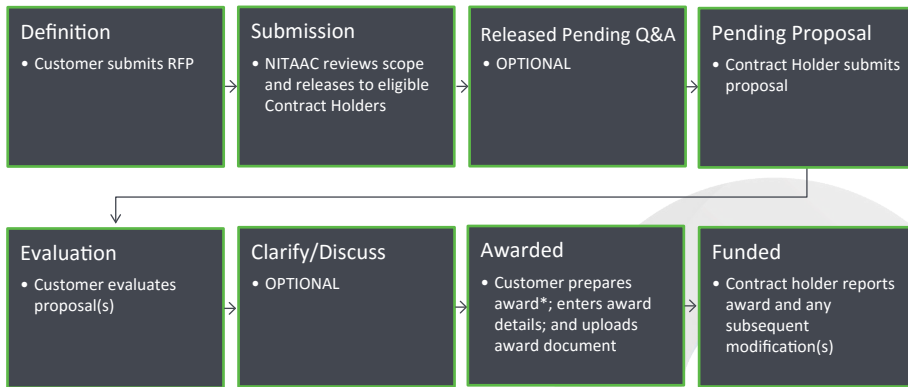 Definition
• Customer submits RFP
Submission
• NITAAC reviews scope
and releases to eligible
Contract Holders
Released Pending Q&A
• OPTIONAL
Pending Proposal
• Contract Holder submits
proposal
Evaluation
• Customer evaluates
proposal(s)
Clarify/Discuss
• OPTIONAL
Awarded
• Customer prepares
award*; enters award
details; and uploads
award document
Funded
• Contract holder reports
award and any
subsequent
modification(s)